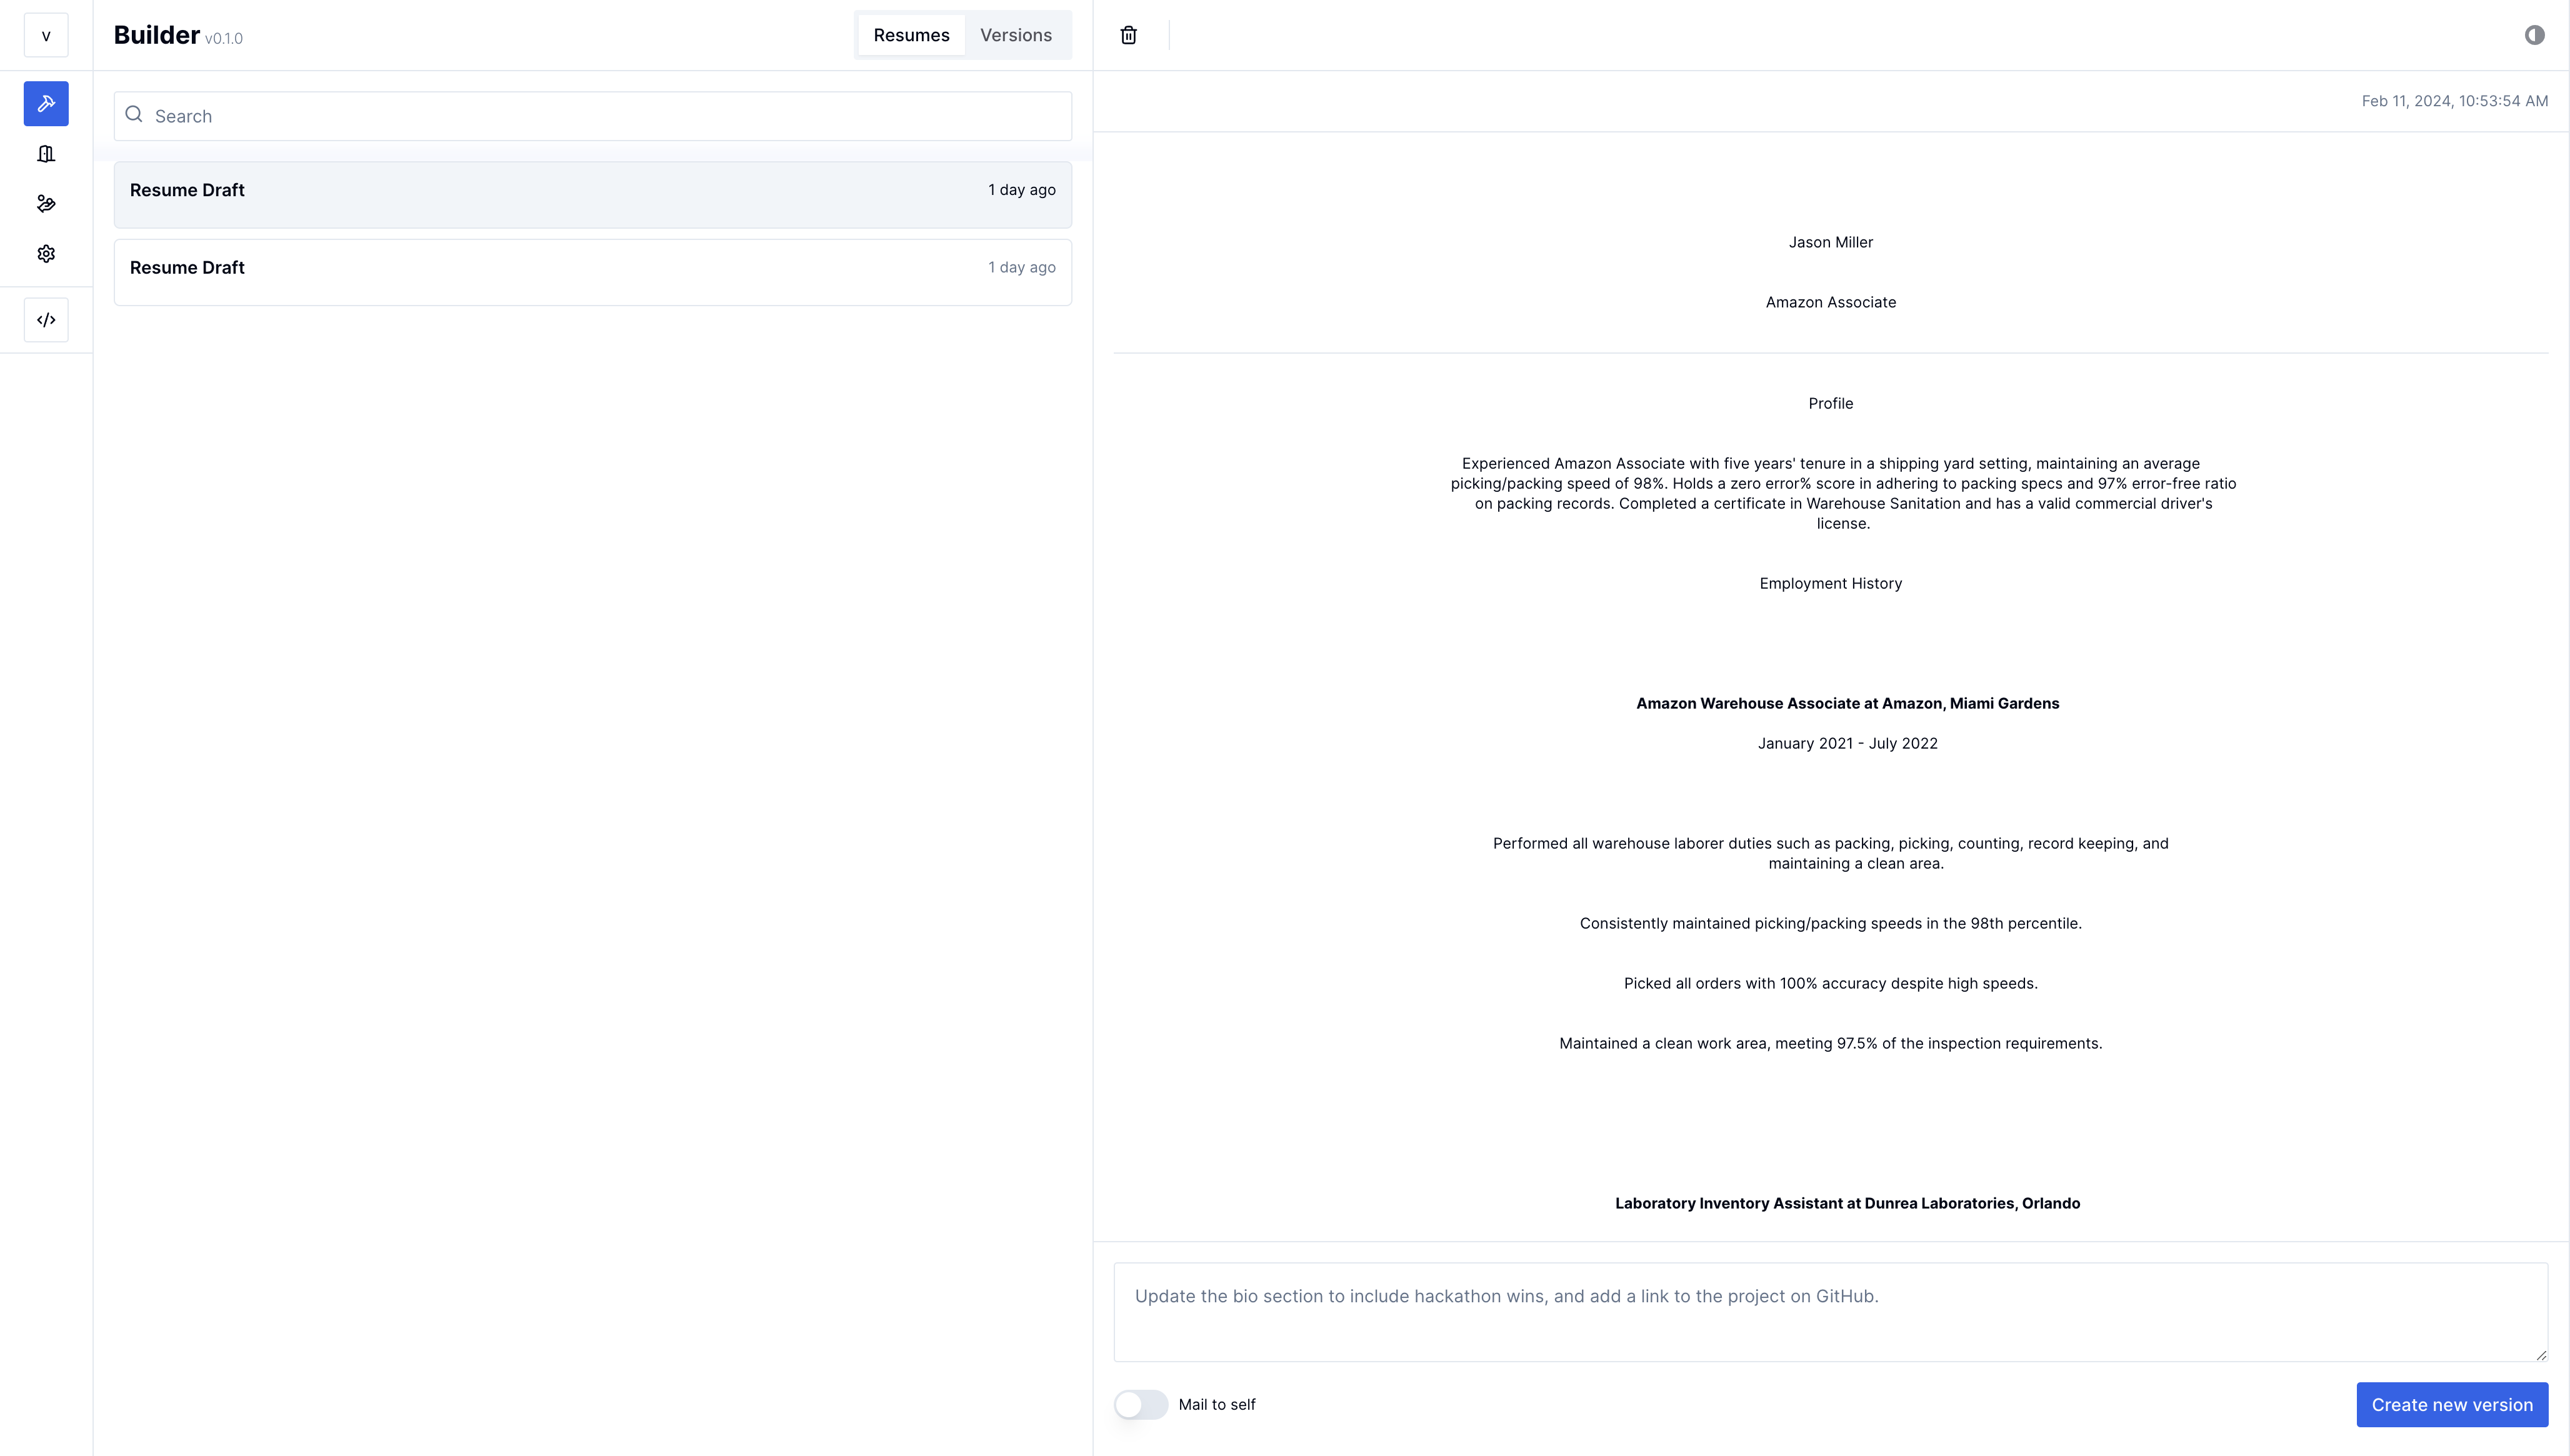 v
Builder v0.1.0
Resumes
Versions
Search
Resume Draft
1 day ago
Resume Draft
1 day ago
Feb 11, 2024, 10:53:54 AM
Jason Miller
Amazon Associate
Profile
Experienced Amazon Associate with five years' tenure in a shipping yard setting, maintaining an average
picking/packing speed of 98%. Holds a zero error% score in adhering to packing specs and 97% error-free ratio
on packing records. Completed a certificate in Warehouse Sanitation and has a valid commercial driver's
license.
Employment History
Amazon Warehouse Associate at Amazon, Miami Gardens
January 2021 - July 2022
Performed all warehouse laborer duties such as packing, picking, counting, record keeping, and
maintaining a clean area.
Consistently maintained picking/packing speeds in the 98th percentile.
Picked all orders with 100% accuracy despite high speeds.
Maintained a clean work area, meeting 97.5% of the inspection requirements.
Laboratory Inventory Assistant at Dunrea Laboratories, Orlando
Update the bio section to include hackathon wins, and add a link to the project on GitHub.
Mail to self
Create new version